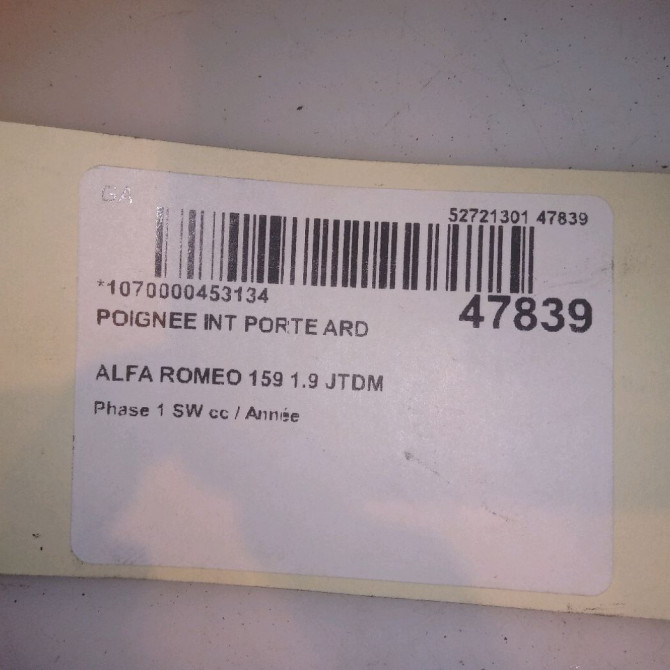 GA
52721301 47839
*1070000453134
47839
POIGNEE INT PORTE ARD
ALFA ROMEO 159 1.9 JTDM
Phase 1 SW cc / Année